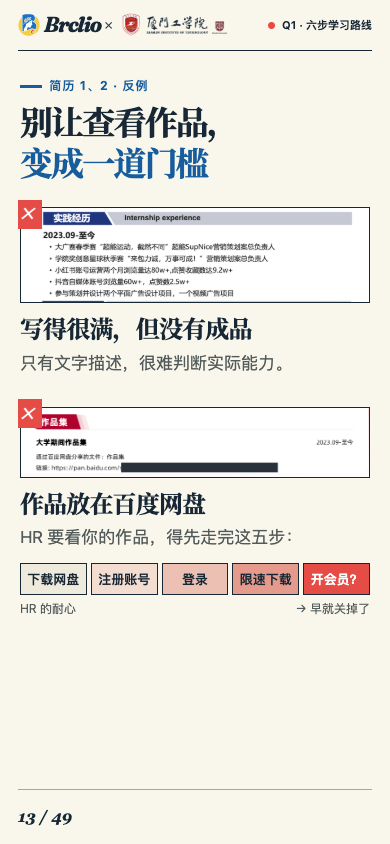 Brclio × 厦门工学院
XIAMEN INSTITUTE OF TECHNOLOGY
Q1 · 六步学习路线
简历 1、2 · 反例
别让查看作品,
变成一道门槛
实践经历 Internship experience
2023.09-至今
• 大广赛春季赛 “超能运动，截然不可” 超能SupNice营销策划案总负责人
• 学院奖创意星球秋季赛 “来包力诚，万事可成！” 营销策划案总负责人
• 小红书账号运营两个月浏览量达80w+,点赞收藏数达9.2w+
• 抖音自媒体账号浏览量60w+，点赞数2.5w+
• 参与策划并设计两个平面广告设计项目，一个视频广告项目
写得很满，但没有成品
只有文字描述，很难判断实际能力。
作品集
大学期间作品集 2023.09-至今
通过百度网盘分享的文件：作品集
链接: https://pan.baidu.com/
作品放在百度网盘
HR 要看你的作品，得先走完这五步：
下载网盘 注册账号 登录 限速下载 开会员？
HR 的耐心 → 早就关掉了
13 / 49